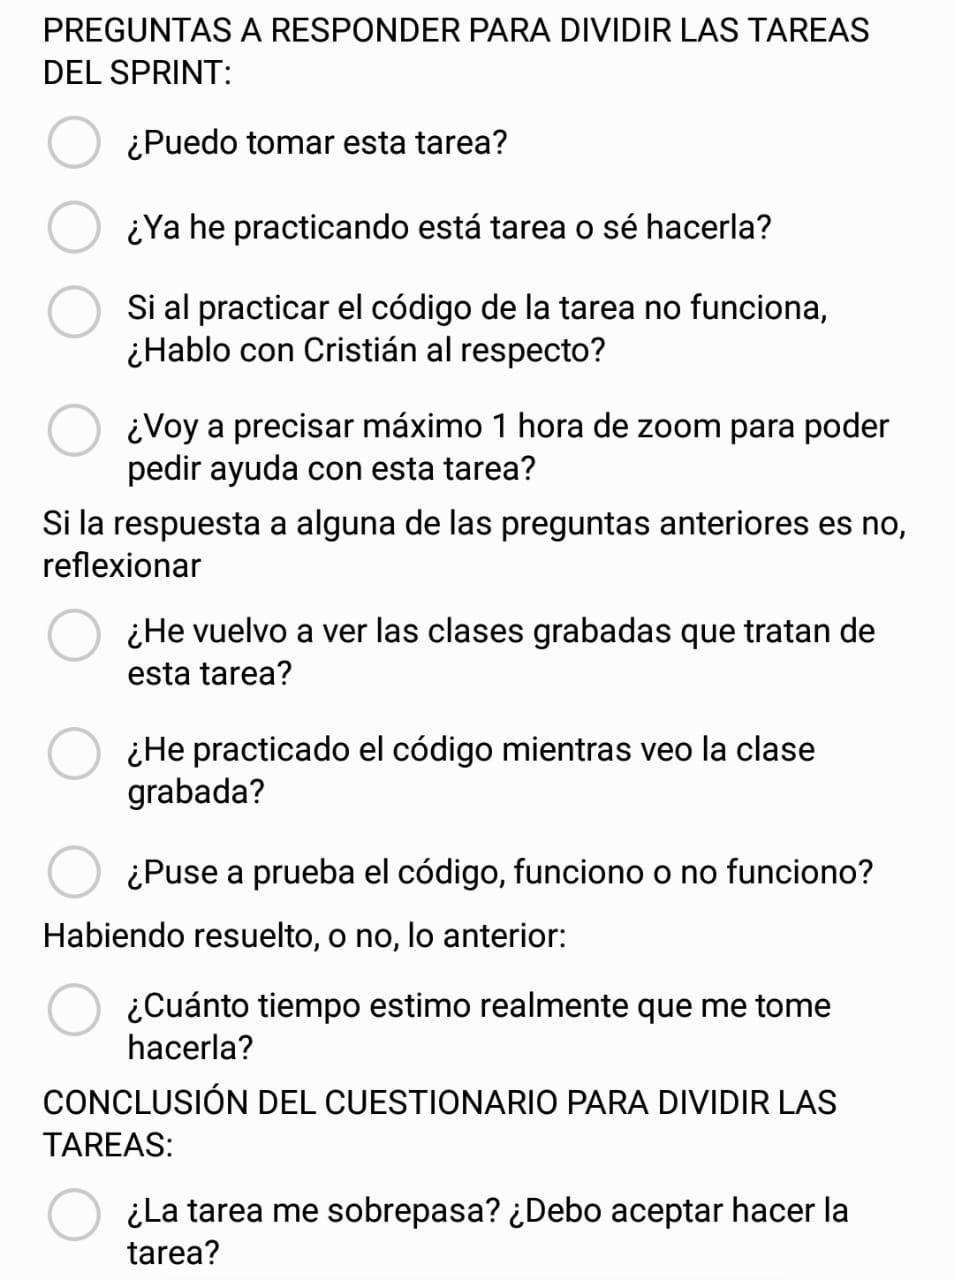 PREGUNTAS A RESPONDER PARA DIVIDIR LAS TAREAS
DEL SPRINT:
¿Puedo tomar esta tarea?
¿Ya he practicando está tarea o sé hacerla?
Si al practicar el código de la tarea no funciona,
¿Hablo con Cristián al respecto?
¿Voy a precisar máximo 1 hora de zoom para poder
pedir ayuda con esta tarea?
Si la respuesta a alguna de las preguntas anteriores es no,
reflexionar
¿He vuelvo a ver las clases grabadas que tratan de
esta tarea?
¿He practicado el código mientras veo la clase
grabada?
¿Puse a prueba el código, funciono o no funciono?
Habiendo resuelto, o no, lo anterior:
¿Cuánto tiempo estimo realmente que me tome
hacerla?
CONCLUSIÓN DEL CUESTIONARIO PARA DIVIDIR LAS
TAREAS:
¿La tarea me sobrepasa? ¿Debo aceptar hacer la
tarea?